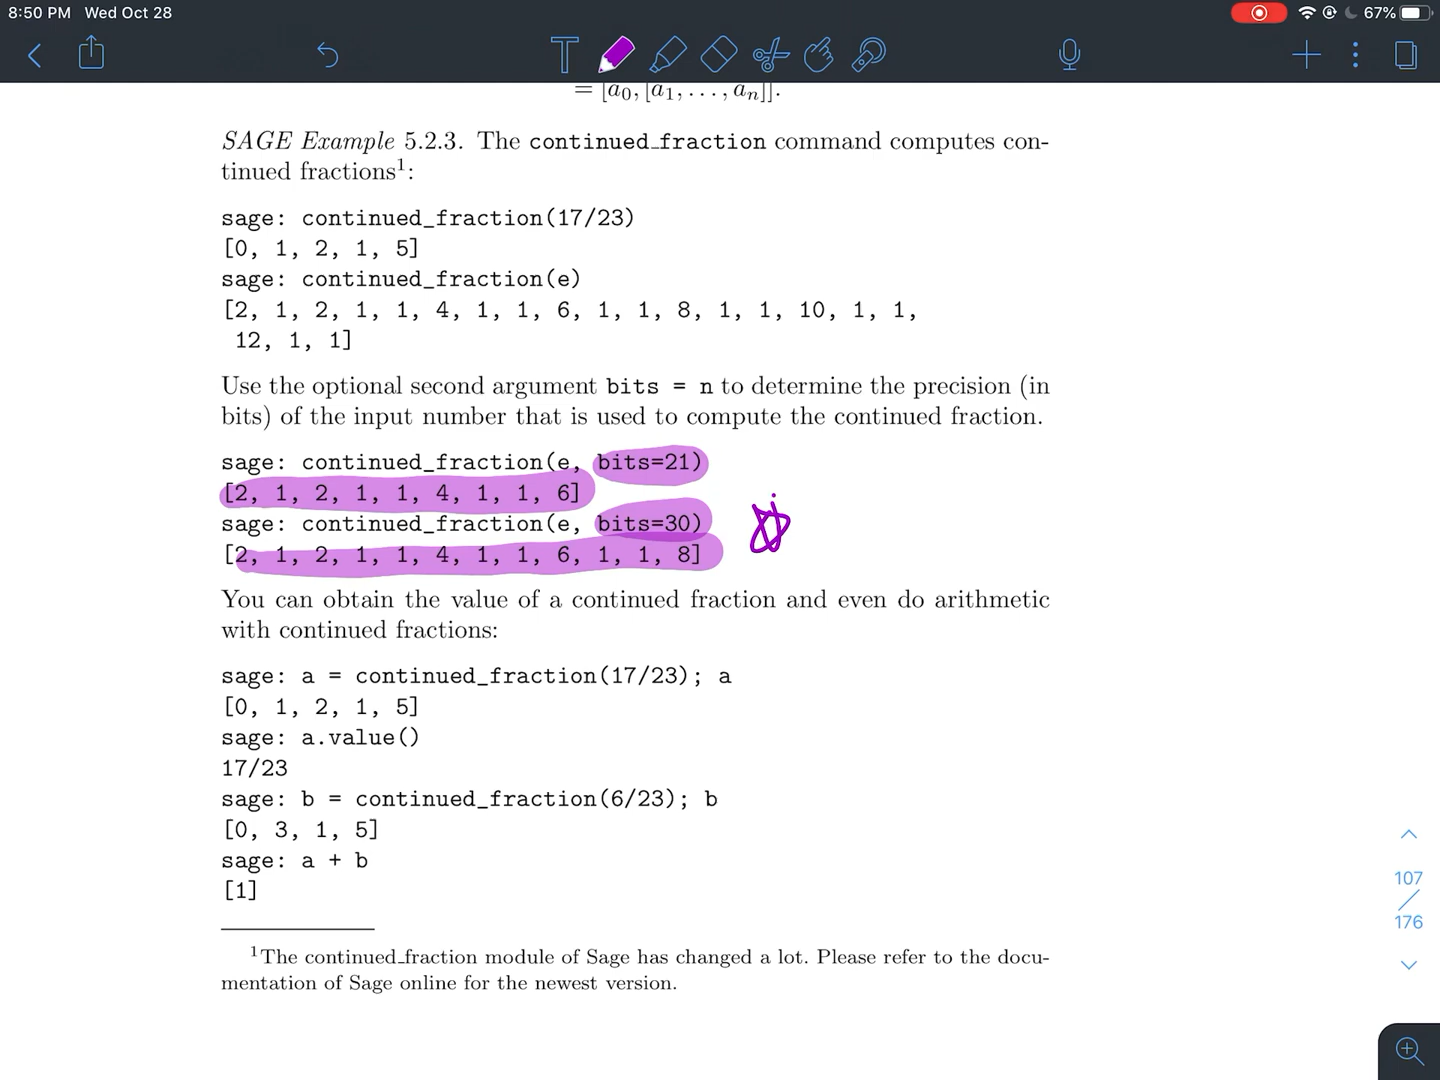 8:50 PM Wed Oct 28
67%
T
= [a0, [a1, . . . , an]].
SAGE Example 5.2.3. The continued_fraction command computes con-
tinued fractions¹:
sage: continued_fraction(17/23)
[0, 1, 2, 1, 5]
sage: continued_fraction(e)
[2, 1, 2, 1, 1, 4, 1, 1, 6, 1, 1, 8, 1, 1, 10, 1, 1,
12, 1, 1]
Use the optional second argument bits = n to determine the precision (in
bits) of the input number that is used to compute the continued fraction.
sage: continued_fraction(e, bits=21)
[2, 1, 2, 1, 1, 4, 1, 1, 6]
sage: continued_fraction(e, bits=30)
[2, 1, 2, 1, 1, 4, 1, 1, 6, 1, 1, 8]
You can obtain the value of a continued fraction and even do arithmetic
with continued fractions:
sage: a = continued_fraction(17/23); a
[0, 1, 2, 1, 5]
sage: a.value()
17/23
sage: b = continued_fraction(6/23); b
[0, 3, 1, 5]
sage: a + b
[1]
¹The continued_fraction module of Sage has changed a lot. Please refer to the docu-
mentation of Sage online for the newest version.
107
/
176